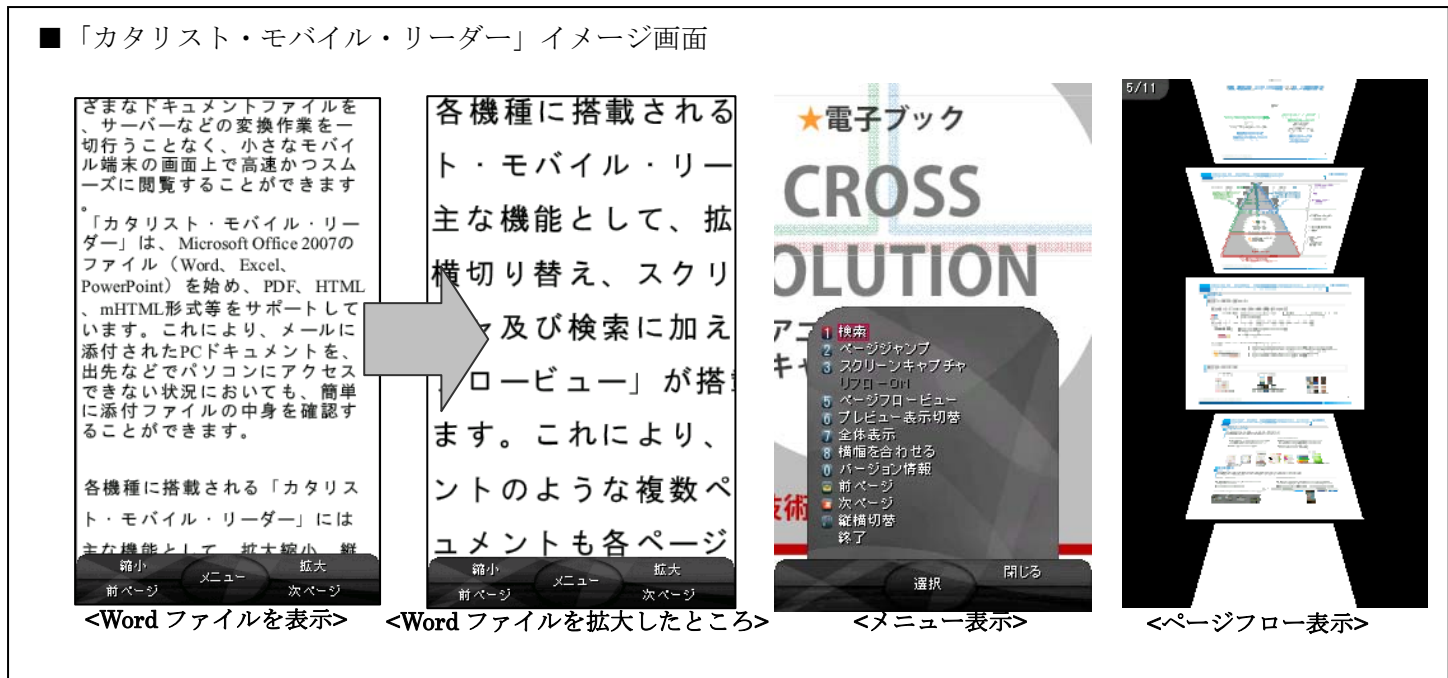 ■「カタリスト・モバイル・リーダー」イメージ画面
ざまなドキュメントファイルを
、サーバーなどの変換作業を一
切行うことなく、小さなモバイ
ル端末の画面上で高速かつスム
ーズに閲覧することができます
。
「カタリスト・モバイル・リー
ダー」は、Microsoft Office 2007の
ファイル（Word、Excel、
PowerPoint）を始め、PDF、HTML
、mHTML形式等をサポートして
います。これにより、メールに
添付されたPCドキュメントを、
出先などでパソコンにアクセス
できない状況においても、簡単
に添付ファイルの中身を確認す
ることができます。
各機種に搭載される「カタリス
ト・モバイル・リーダー」には
主な機能として、拡大縮小、縦
縮小 メニュー 拡大
前ページ 次ページ
<Word ファイルを表示>
各機種に搭載される
ト・モバイル・リー
主な機能として、拡
横切り替え、スクリ
及び検索に加え
ロービュー」が搭
ます。これにより、
ントのような複数ペ
ュメントも各ページ
縮小 メニュー 拡大
前ページ 次ページ
<Word ファイルを拡大したところ>
★電子ブック
CROSS
OLUTION
アニ
キャ
技術
1 検索
2 ページジャンプ
3 スクリーンキャプチャ
リフローON
5 ページフロービュー
6 プレビュー表示切替
7 全体表示
8 横幅を合わせる
0 バージョン情報
前ページ
次ページ
縦横切替
終了
選択 閉じる
<メニュー表示>
5/11
<ページフロー表示>